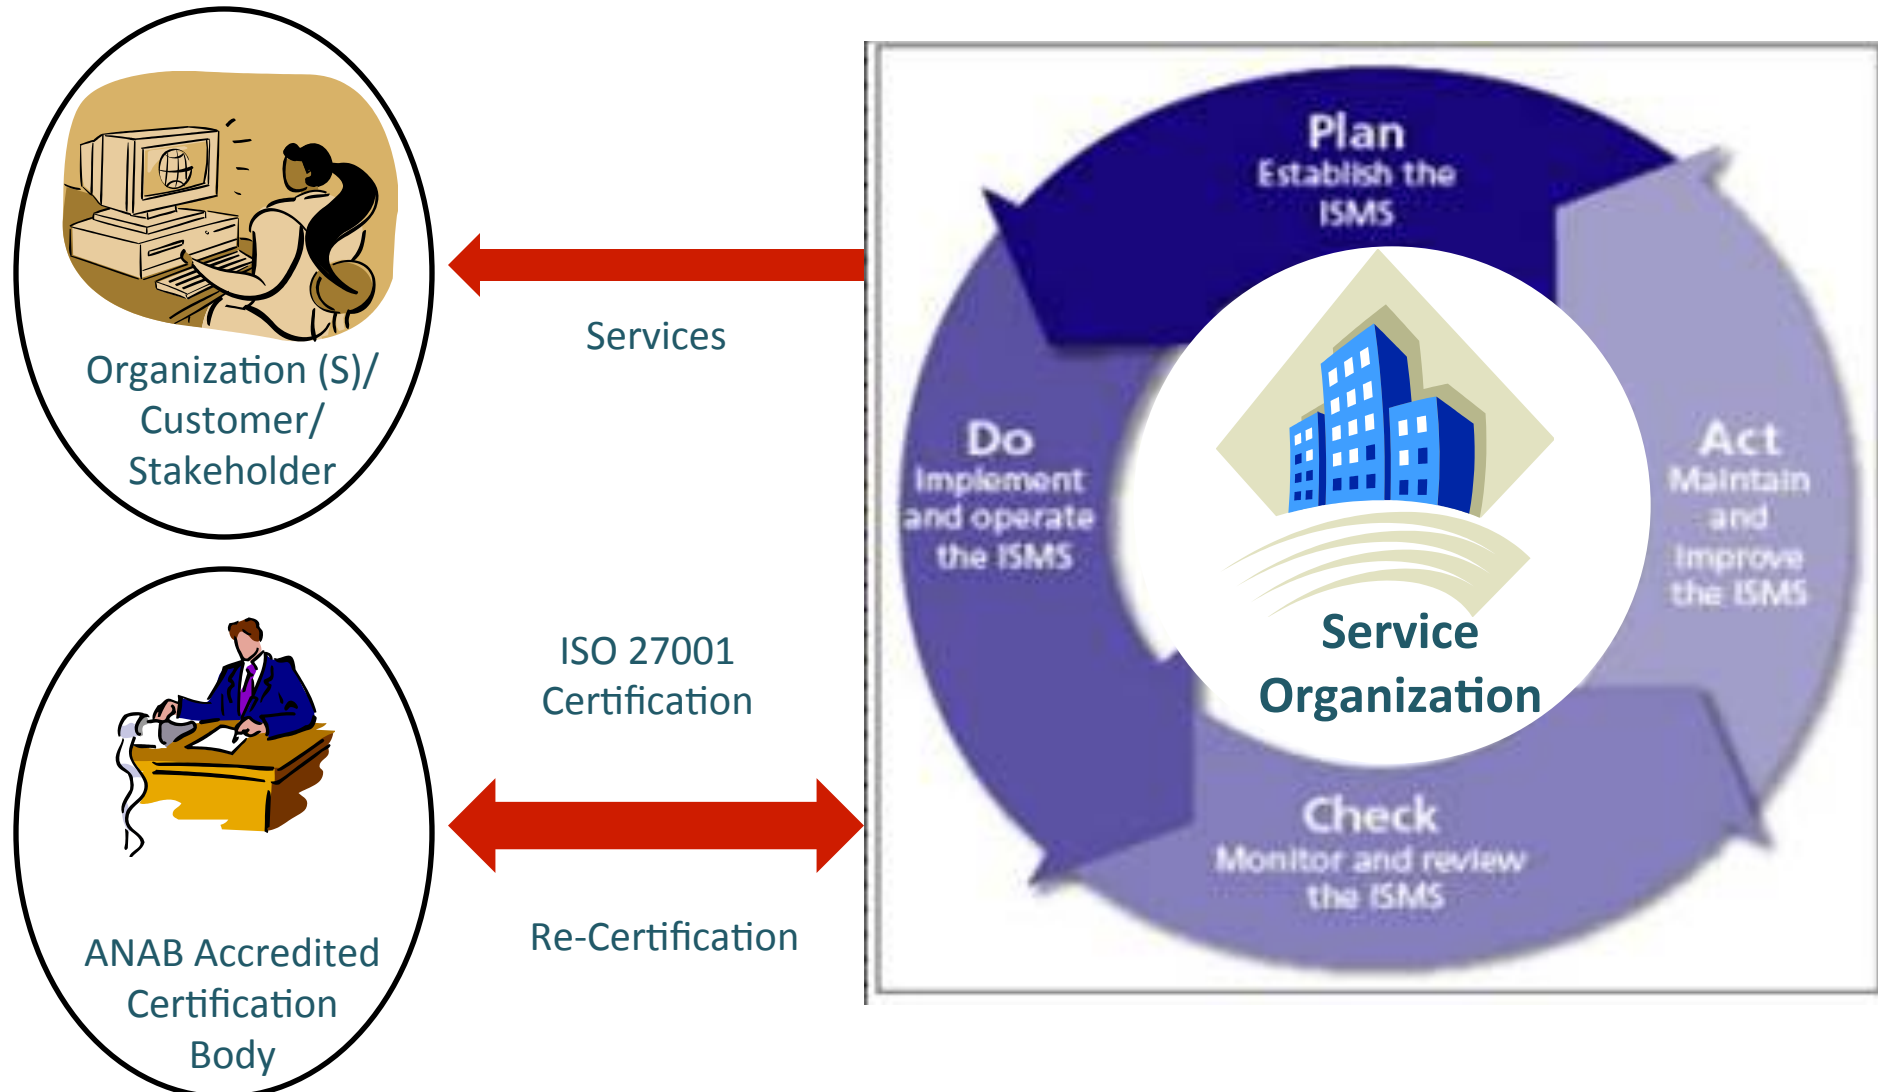 Organization (S)/
Customer/
Stakeholder
Services
ANAB Accredited
Certification
Body
ISO 27001
Certification
Re-Certification
Plan
Establish the
ISMS
Do
Implement
and operate
the ISMS
Check
Monitor and review
the ISMS
Act
Maintain
and
Improve
the ISMS
Service
Organization